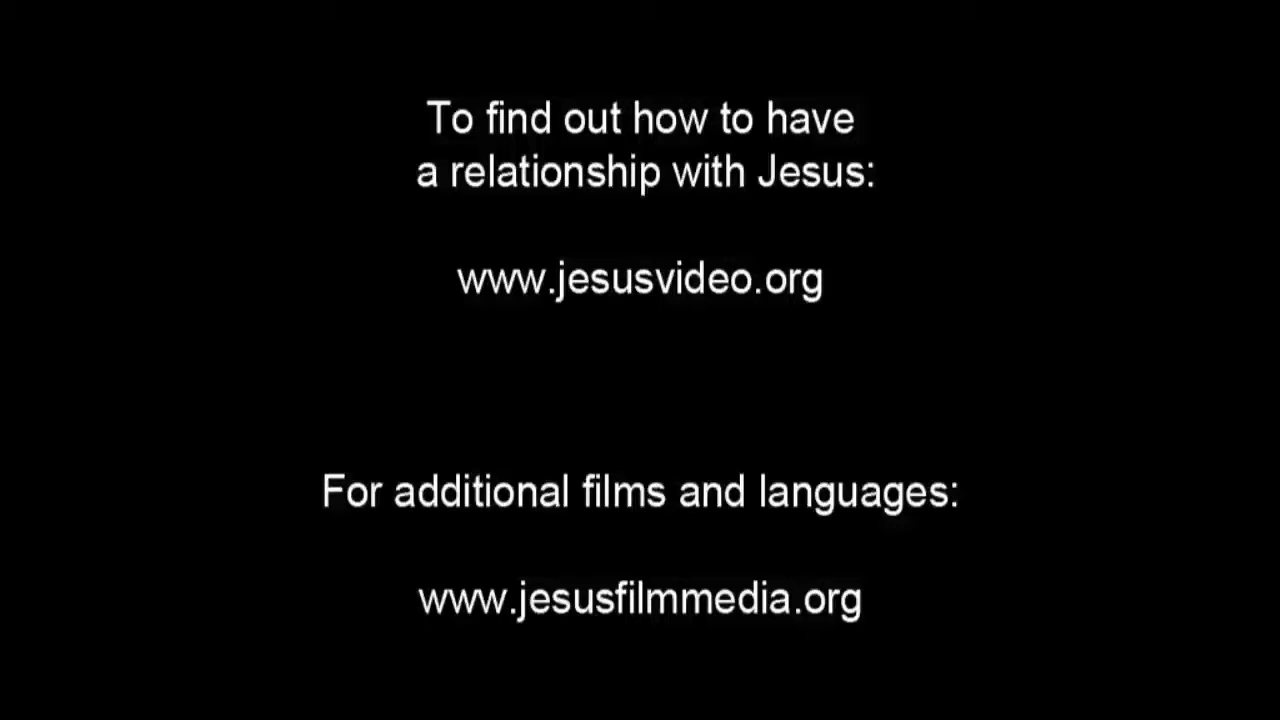 To find out how to have
a relationship with Jesus:
www.jesusvideo.org
For additional films and languages:
www.jesusfilmmedia.org